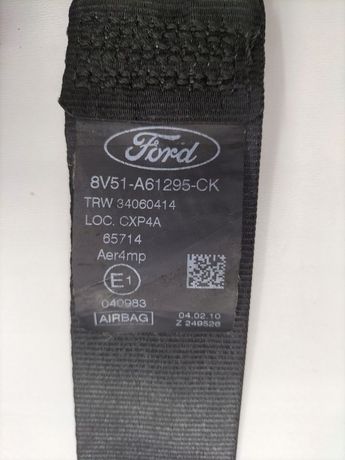 Ford
8V51-A61295-CK
TRW 34060414
LOC. CXP4A
65714
Aer4mp
E1
040983
AIRBAG
04.02.10
Z 249526